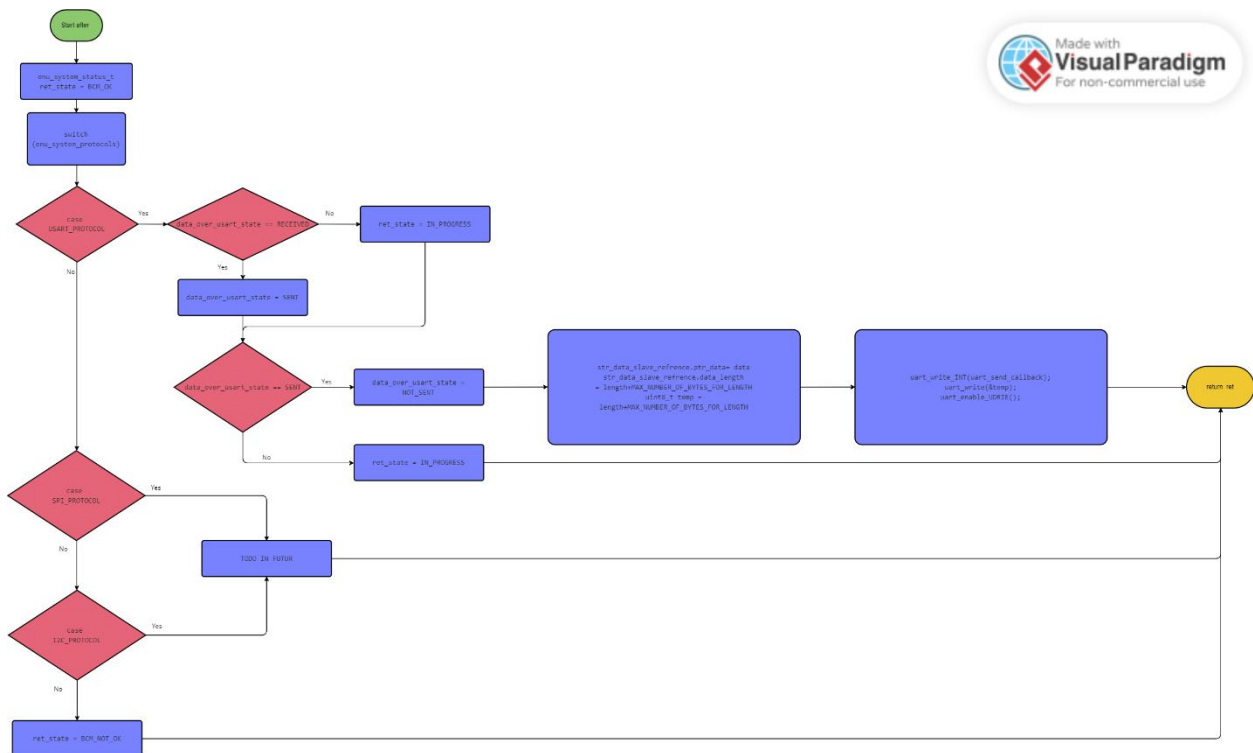 Start after
Made with
Visual Paradigm
For non-commercial use
enu_system_status_t
ret_state = BCM_OK
switch
(enu_system_protocols)
case
USART_PROTOCOL
Yes
data_over_usart_state == RECEIVED
No
ret_state = IN_PROGRESS
No
Yes
data_over_usart_state = SENT
data_over_usart_state == SENT
Yes
data_over_usart_state =
NOT_SENT
str_data_slave_refrence.ptr_data= data
str_data_slave_refrence.data_length
= length+MAX_NUMBER_OF_BYTES_FOR_LENGTH
temp =
length+MAX_NUMBER_OF_BYTES_FOR_LENGTH
uart_write_INT(uart_send_callback);
uart_write(&temp);
uart_enable_UDRIE();
return ret
No
ret_state = IN_PROGRESS
case
SPI_PROTOCOL
Yes
No
TODO IN FUTUR
case
I2C_PROTOCOL
Yes
No
ret_state = BCM_NOT_OK